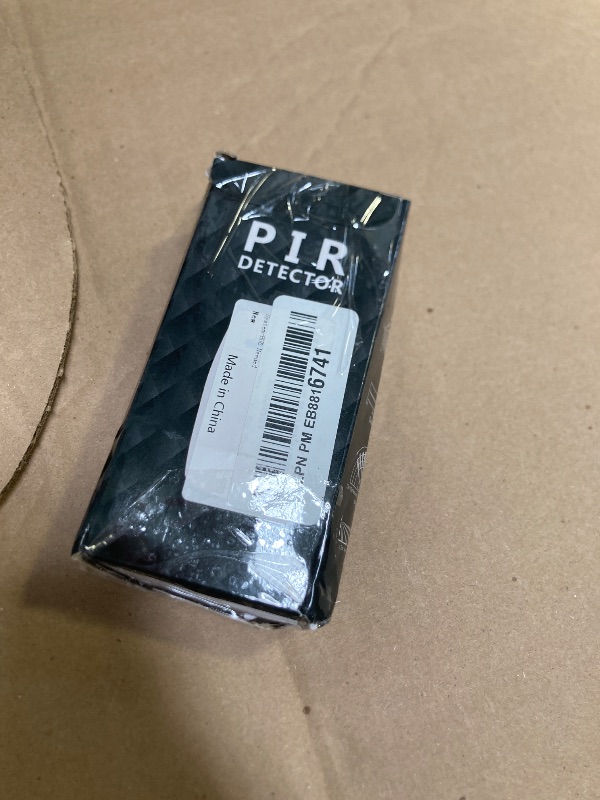 PIR
DETECTOR
New
Made in China
PN PM EB8816741